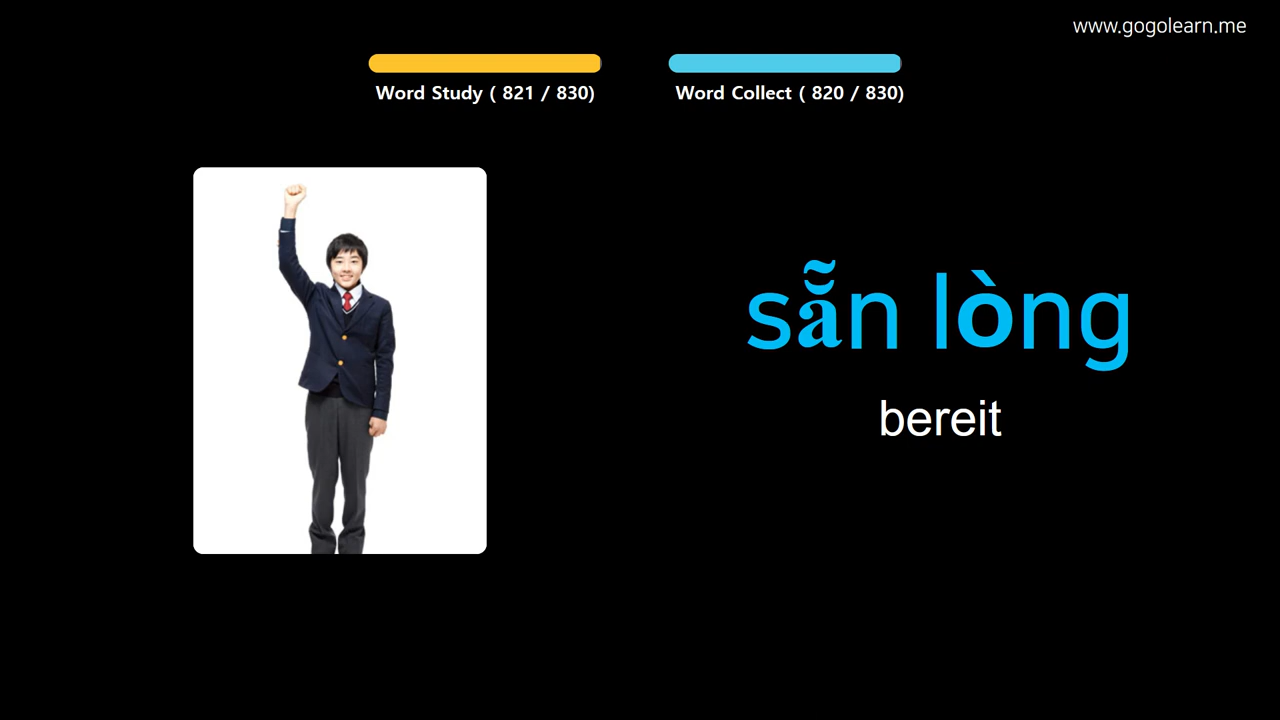 www.gogolearn.me
Word Study ( 821 / 830)
Word Collect ( 820 / 830)
sẵn lòng
bereit